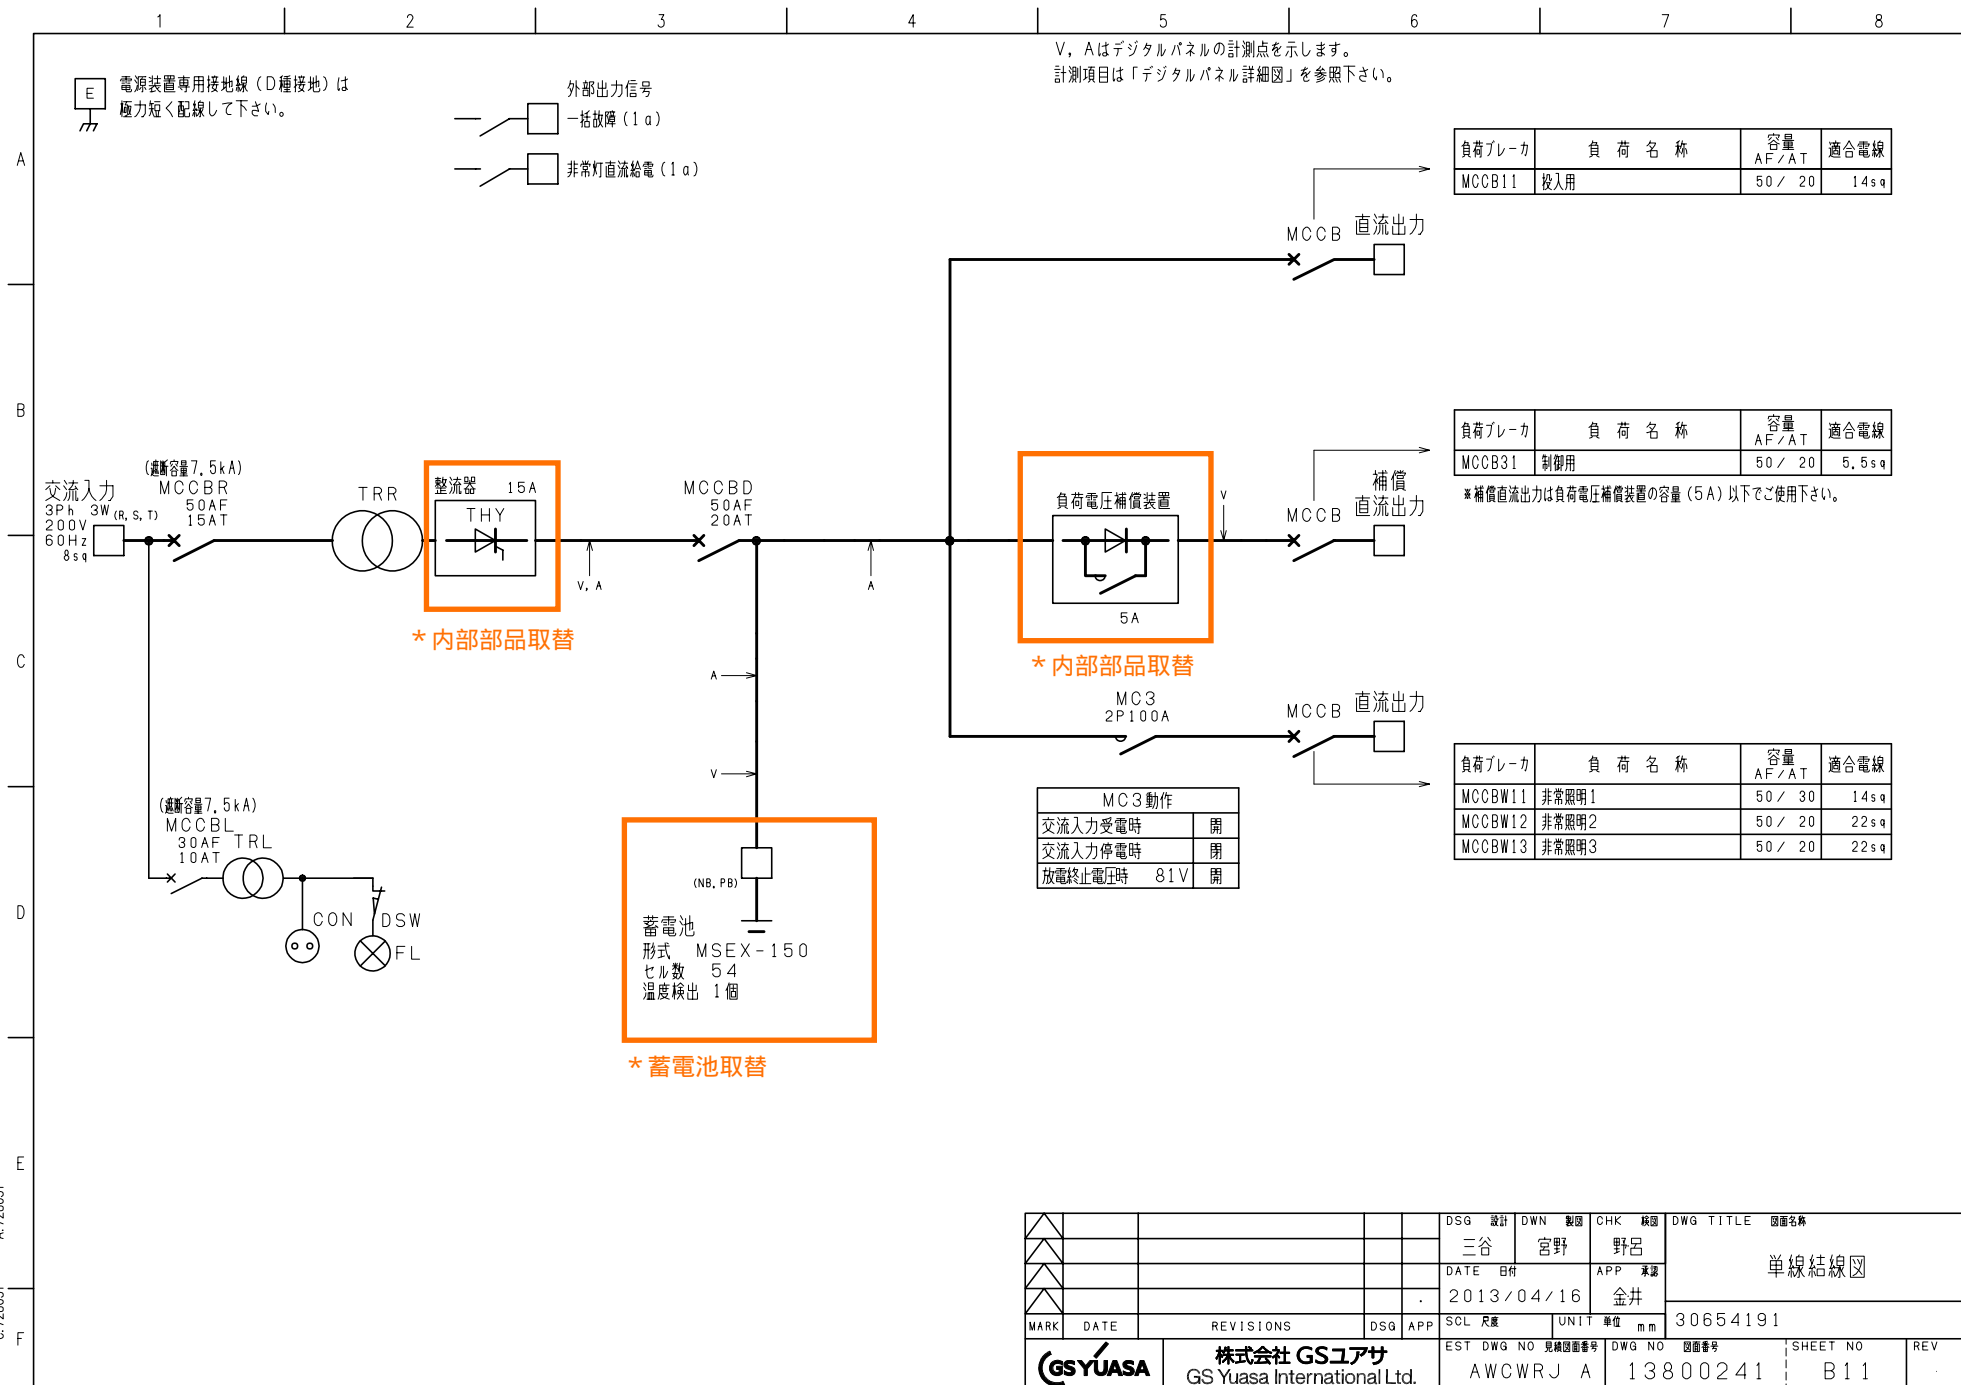 1 2 3 4 5 6 7 8
A
B
C
D
E
F
E
電源装置専用接地線（D種接地）は
極力短く配線して下さい。
外部出力信号
一括故障（1a）
非常灯直流給電（1a）
V，Aはデジタルパネルの計測点を示します。
計測項目は「デジタルパネル詳細図」を参照下さい。
負荷ブレーカ 負荷名称 容量 AF/AT 適合電線
MCCB11 投入用 50/ 20 14sq
MCCB 直流出力
負荷ブレーカ 負荷名称 容量 AF/AT 適合電線
MCCB31 制御用 50/ 20 5.5sq
※補償直流出力は負荷電圧補償装置の容量（5A）以下でご使用下さい。
補償
MCCB 直流出力
交流入力
3Ph 3W(R,S,T)
200V
60Hz
8sq
(遮断容量7.5kA)
MCCBR
50AF
15AT
TRR
整流器 15A
THY
＊内部部品取替
V, A
MCCBD
50AF
20AT
A
負荷電圧補償装置
5A
V
＊内部部品取替
A
V
MC3
2P100A
MCCB 直流出力
負荷ブレーカ 負荷名称 容量 AF/AT 適合電線
MCCBW11 非常照明1 50/ 30 14sq
MCCBW12 非常照明2 50/ 20 22sq
MCCBW13 非常照明3 50/ 20 22sq
MC3動作
交流入力受電時 開
交流入力停電時 閉
放電終止電圧時 81V 開
(遮断容量7.5kA)
MCCBL
30AF TRL
10AT
CON DSW
FL
(NB,PB)
蓄電池
形式 MSEX-150
セル数 54
温度検出 1個
＊蓄電池取替
DSG 設計 DWN 製図 CHK 検図 DWG TITLE 図面名称
三谷 宮野 野呂
単線結線図
DATE 日付 APP 承認
2013/04/16 金井
MARK DATE REVISIONS DSG APP
SCL 尺度 UNIT 単位 mm 30654191
EST DWG NO 見積図面番号 DWG NO 図面番号 SHEET NO REV
AWCWRJ A 13800241 B11
GS YUASA
株式会社 GSユアサ
GS Yuasa International Ltd.